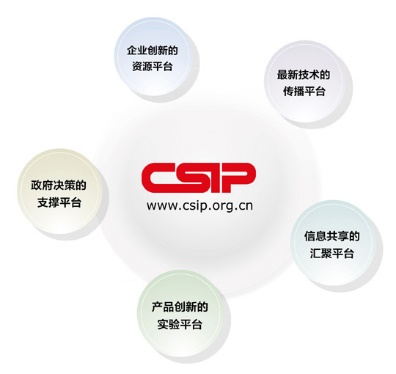 企业创新的
资源平台
最新技术的
传播平台
CSIP
www.csip.org.cn
政府决策的
支撑平台
信息共享的
汇聚平台
产品创新的
实验平台